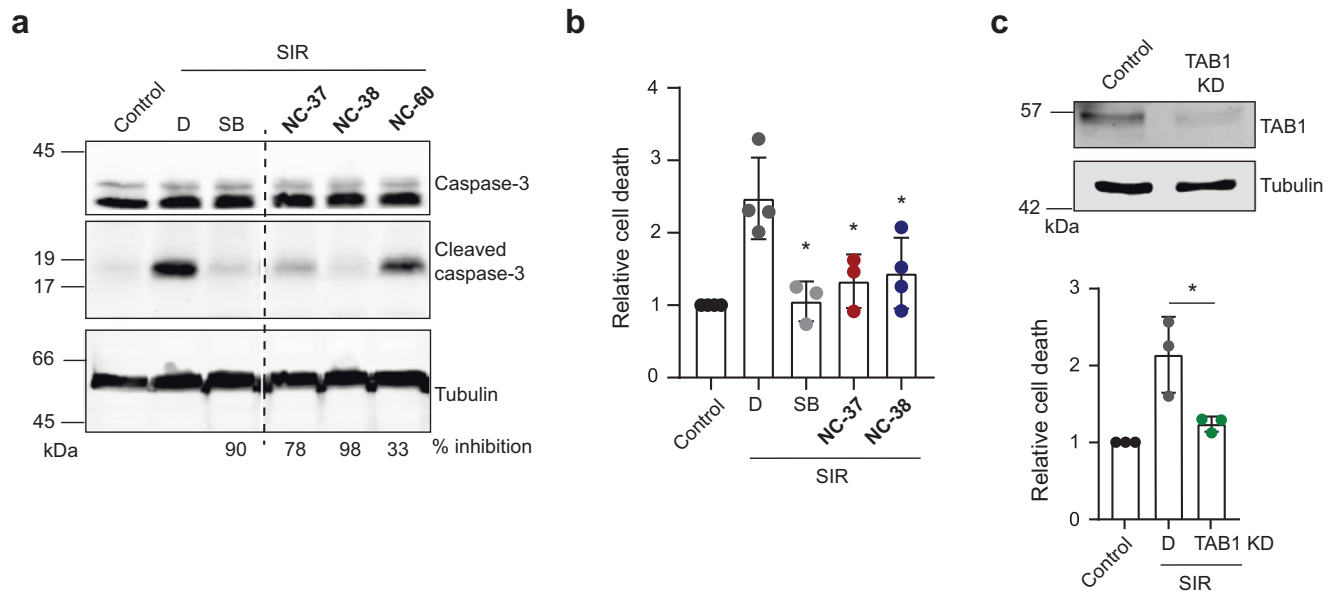 a
SIR
Control D SB NC-37 NC-38 NC-60
45
Caspase-3
19
17
Cleaved
caspase-3
66
45
Tubulin
kDa 90 78 98 33 % inhibition
b
Relative cell death
4
3
2
1
0
* * *
Control D SB NC-37 NC-38
SIR
c
Control TAB1
KD
57
TAB1
Tubulin
42
kDa
Relative cell death
3
2
1
0
*
Control D TAB1 KD
SIR